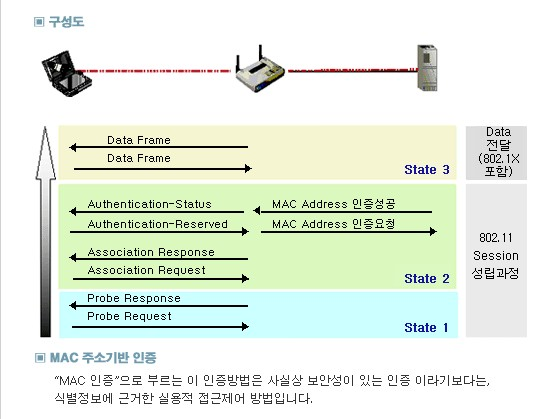 구성도
Data Frame
Data Frame
State 3
Data
전달
(802.1X
포함)
Authentication-Status
MAC Address 인증성공
Authentication-Reserved
MAC Address 인증요청
Association Response
Association Request
State 2
802.11
Session
성립과정
Probe Response
Probe Request
State 1
MAC 주소기반 인증
“MAC 인증”으로 부르는 이 인증방법은 사실상 보안성이 있는 인증 이라기보다는,
식별정보에 근거한 실용적 접근제어 방법입니다.